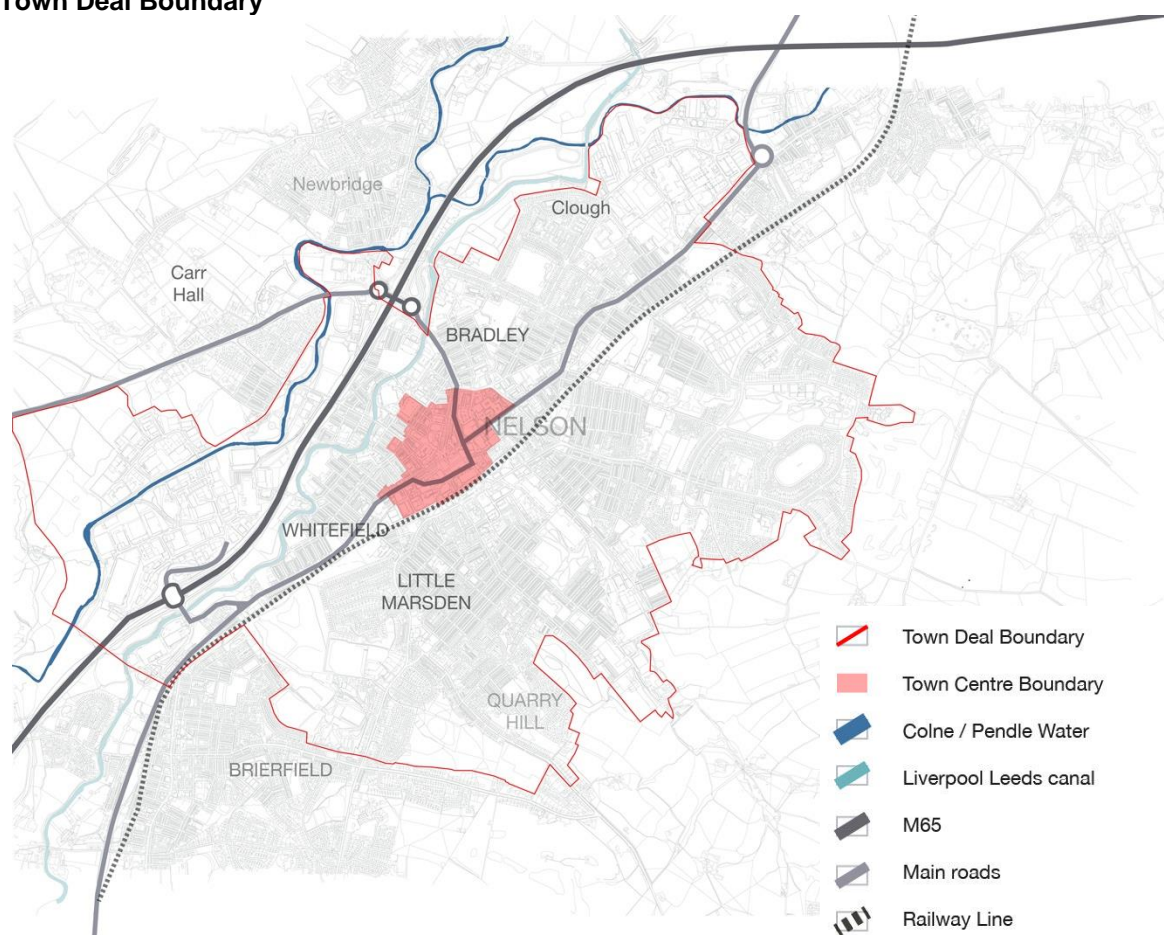 Town Deal Boundary
Newbridge
Clough
Carr
Hall
BRADLEY
NELSON
WHITEFIELD
LITTLE
MARSDEN
QUARRY
HILL
BRIERFIELD
Town Deal Boundary
Town Centre Boundary
Colne / Pendle Water
Liverpool Leeds canal
M65
Main roads
Railway Line